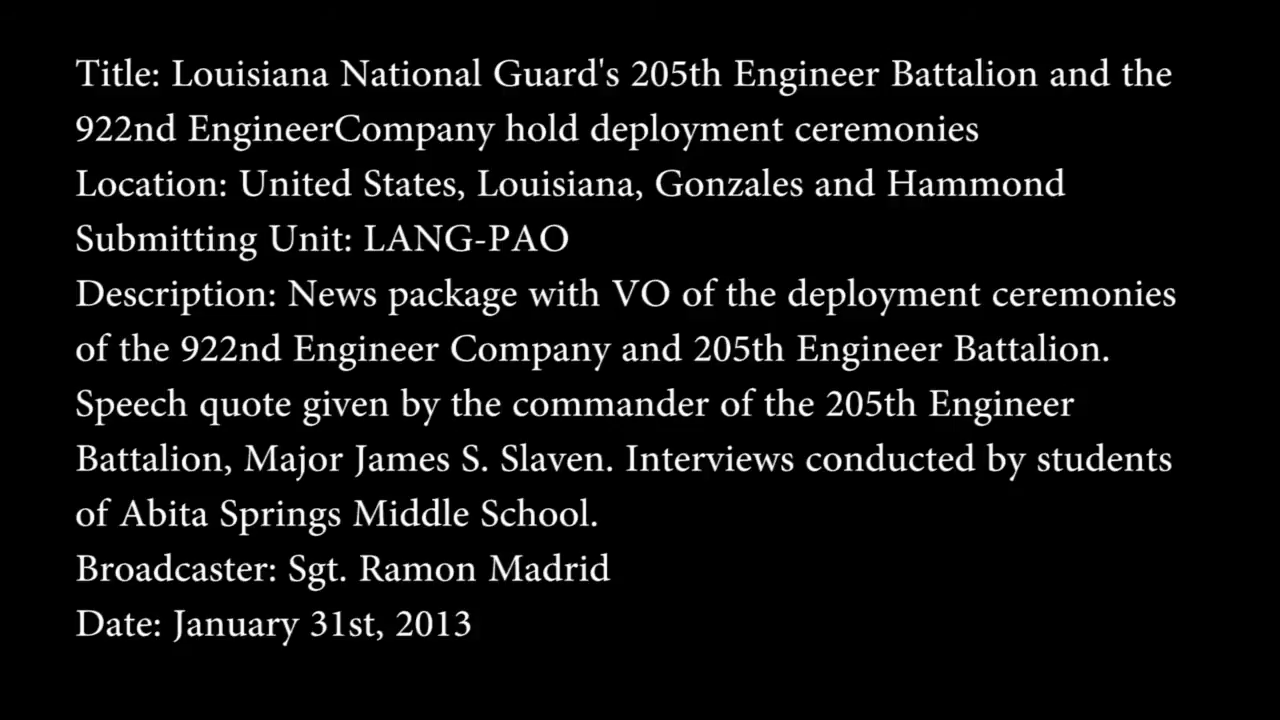 Title: Louisiana National Guard's 205th Engineer Battalion and the
922nd EngineerCompany hold deployment ceremonies
Location: United States, Louisiana, Gonzales and Hammond
Submitting Unit: LANG-PAO
Description: News package with VO of the deployment ceremonies
of the 922nd Engineer Company and 205th Engineer Battalion.
Speech quote given by the commander of the 205th Engineer
Battalion, Major James S. Slaven. Interviews conducted by students
of Abita Springs Middle School.
Broadcaster: Sgt. Ramon Madrid
Date: January 31st, 2013